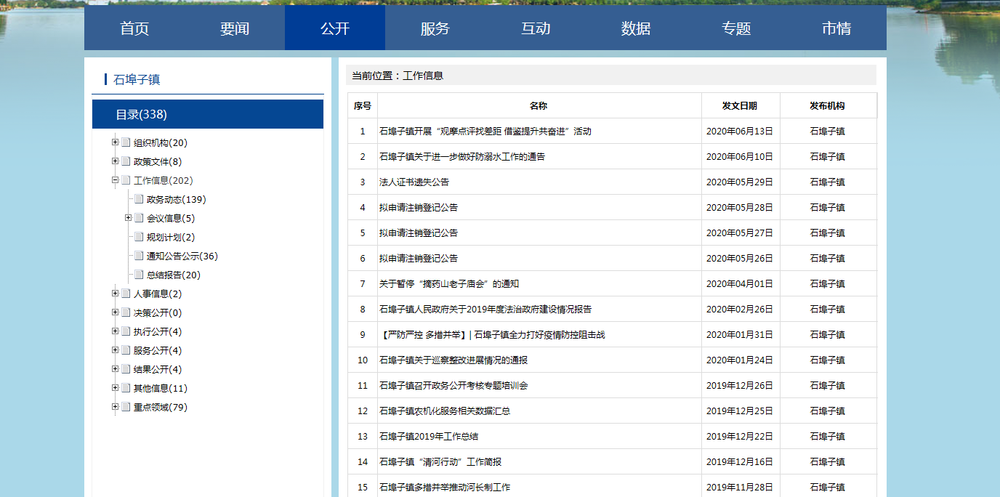 首页 要闻 公开 服务 互动 数据 专题 市情
石埠子镇
目录(338)
组织机构(20)
政策文件(8)
工作信息(202)
政务动态(139)
会议信息(5)
规划计划(2)
通知公告公示(36)
总结报告(20)
人事信息(2)
决策公开(0)
执行公开(4)
服务公开(4)
结果公开(4)
其他信息(11)
重点领域(79)
当前位置：工作信息
序号 名称 发文日期 发布机构
1 石埠子镇开展“观摩点评找差距 借鉴提升共奋进”活动 2020年06月13日 石埠子镇
2 石埠子镇关于进一步做好防溺水工作的通告 2020年06月10日 石埠子镇
3 法人证书遗失公告 2020年05月29日 石埠子镇
4 拟申请注销登记公告 2020年05月28日 石埠子镇
5 拟申请注销登记公告 2020年05月27日 石埠子镇
6 拟申请注销登记公告 2020年05月26日 石埠子镇
7 关于暂停“摘药山老子庙会”的通知 2020年04月01日 石埠子镇
8 石埠子镇人民政府关于2019年度法治政府建设情况报告 2020年02月26日 石埠子镇
9 【严防严控 多措并举】| 石埠子镇全力打好疫情防控阻击战 2020年01月31日 石埠子镇
10 石埠子镇关于巡察整改进展情况的通报 2020年01月24日 石埠子镇
11 石埠子镇召开政务公开考核专题培训会 2019年12月26日 石埠子镇
12 石埠子镇农机化服务相关数据汇总 2019年12月25日 石埠子镇
13 石埠子镇2019年工作总结 2019年12月22日 石埠子镇
14 石埠子镇“清河行动”工作简报 2019年12月16日 石埠子镇
15 石埠子镇多措并举推动河长制工作 2019年11月28日 石埠子镇